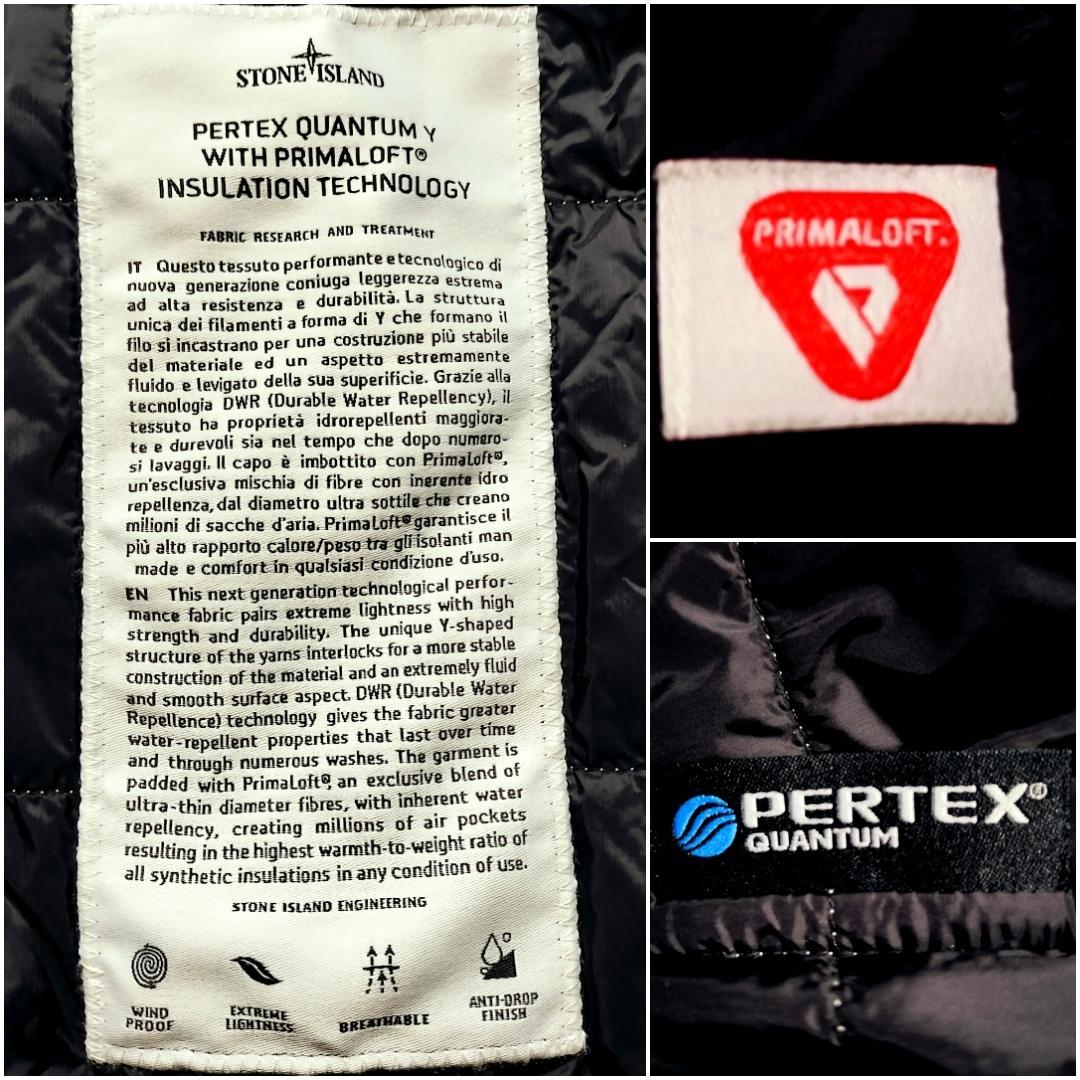 STONE ISLAND
PERTEX QUANTUM Y
WITH PRIMALOFT®
INSULATION TECHNOLOGY
FABRIC RESEARCH AND TREATMENT
IT Questo tessuto performante e tecnologico di
nuova generazione coniuga leggerezza estrema
ad alta resistenza e durabilità. La struttura
unica dei filamenti a forma di Y che formano il
filo si incastrano per una costruzione più stabile
del materiale ed un aspetto estremamente
fluido e levigato della sua superificie. Grazie alla
tecnologia DWR (Durable Water Repellency), il
tessuto ha proprietà idrorepellenti maggiora-
te e durevoli sia nel tempo che dopo numero-
si lavaggi. Il capo è imbottito con PrimaLoft®,
un'esclusiva mischia di fibre con inerente idro
repellenza, dal diametro ultra sottile che creano
milioni di sacche d'aria. PrimaLoft® garantisce il
più alto rapporto calore/peso tra gli isolanti man
made e comfort in qualsiasi condizione d'uso.
EN This next generation technological perfor-
mance fabric pairs extreme lightness with high
strength and durability. The unique Y-shaped
structure of the yarns interlocks for a more stable
construction of the material and an extremely fluid
and smooth surface aspect. DWR (Durable Water
Repellence) technology gives the fabric greater
water-repellent properties that last over time
and through numerous washes. The garment is
padded with PrimaLoft®, an exclusive blend of
ultra-thin diameter fibres, with inherent water
repellency, creating millions of air pockets
resulting in the highest warmth-to-weight ratio of
all synthetic insulations in any condition of use.
STONE ISLAND ENGINEERING
WIND
PROOF
EXTREME
LIGHTNESS
BREATHABLE
ANTI-DROP
FINISH
PRIMALOFT.
PERTEX®
QUANTUM